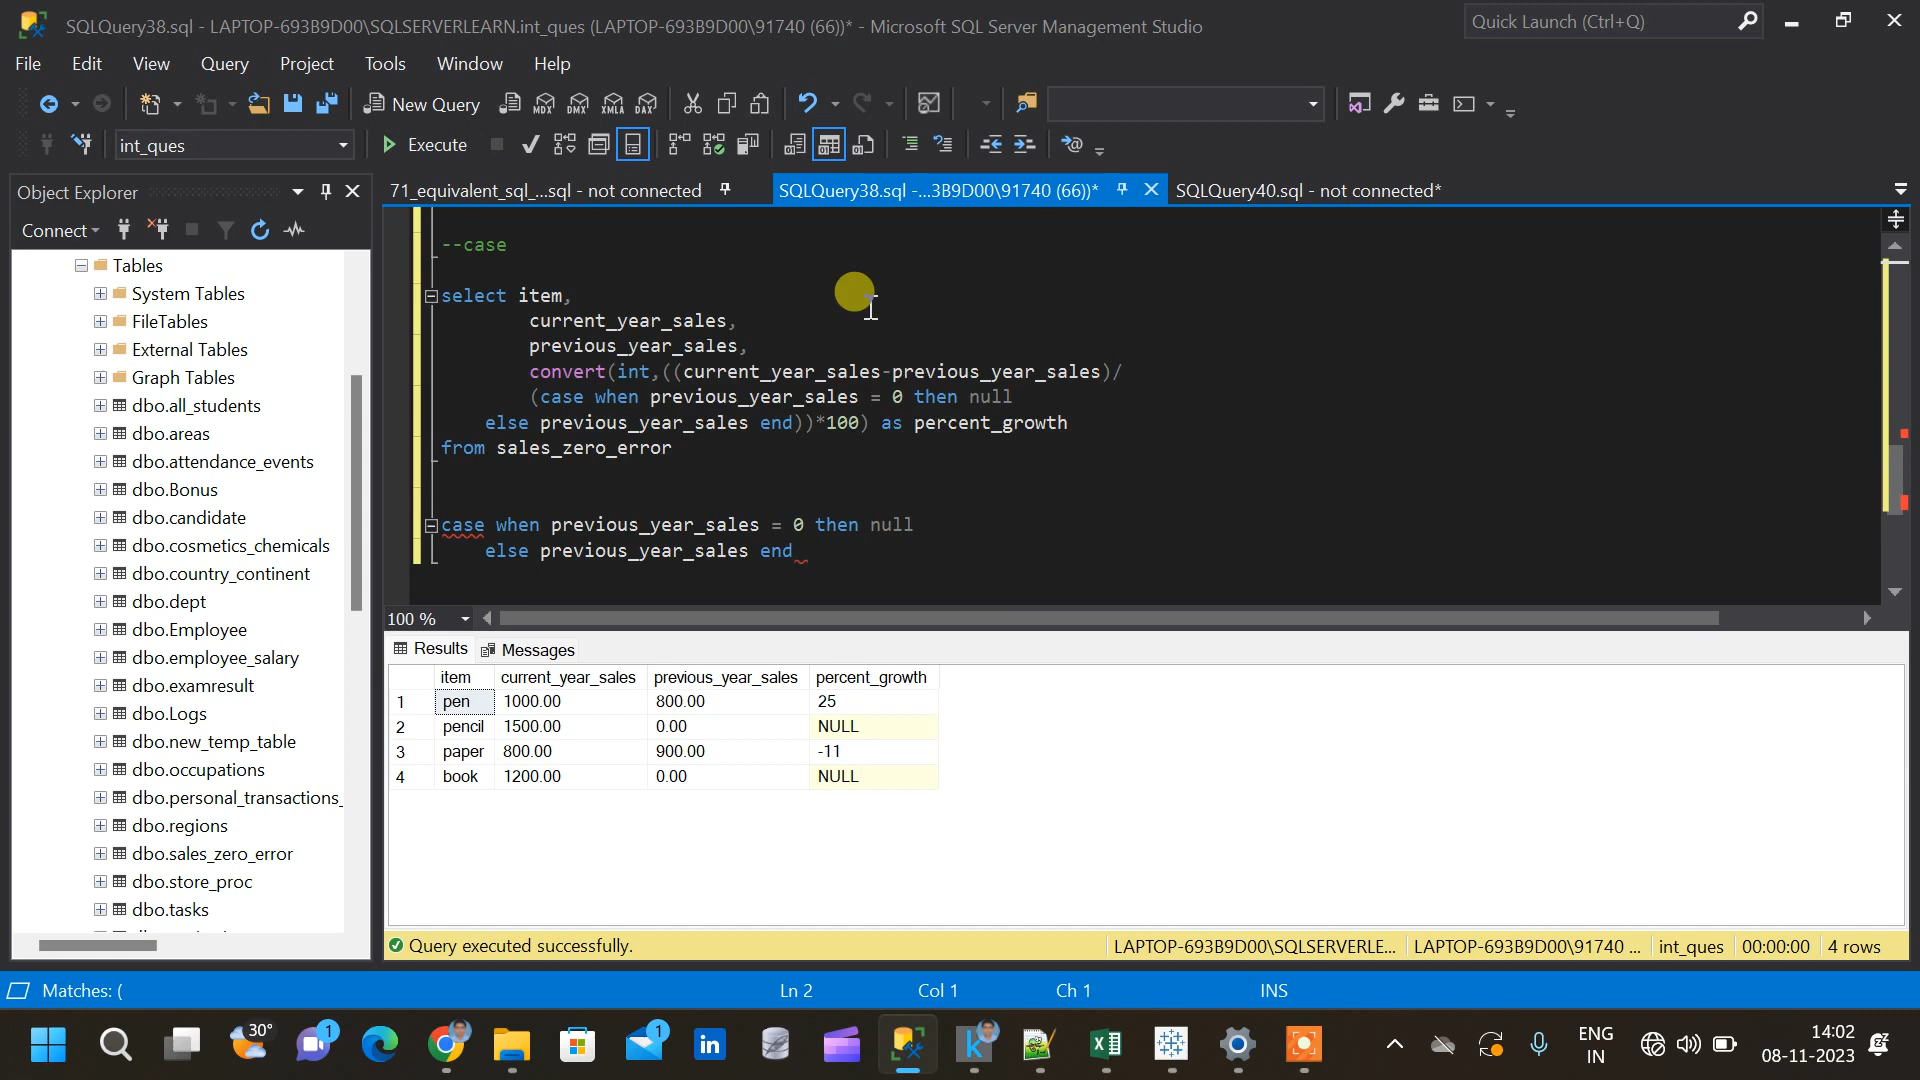 SQLQuery38.sql - LAPTOP-693B9D00\SQLSERVERLEARN.int_ques (LAPTOP-693B9D00\91740 (66))* - Microsoft SQL Server Management Studio
Quick Launch (Ctrl+Q)
File Edit View Query Project Tools Window Help
New Query
MDX DMX XMLA DAX
int_ques
Execute
Object Explorer
71_equivalent_sql_...sql - not connected
SQLQuery38.sql -...3B9D00\91740 (66))*
SQLQuery40.sql - not connected*
Connect
Tables
System Tables
FileTables
External Tables
Graph Tables
dbo.all_students
dbo.areas
dbo.attendance_events
dbo.Bonus
dbo.candidate
dbo.cosmetics_chemicals
dbo.country_continent
dbo.dept
dbo.Employee
dbo.employee_salary
dbo.examresult
dbo.Logs
dbo.new_temp_table
dbo.occupations
dbo.personal_transactions_
dbo.regions
dbo.sales_zero_error
dbo.store_proc
dbo.tasks
--case
select item,
current_year_sales,
previous_year_sales,
convert(int,((current_year_sales-previous_year_sales)/
(case when previous_year_sales = 0 then null
else previous_year_sales end))*100) as percent_growth
from sales_zero_error
case when previous_year_sales = 0 then null
else previous_year_sales end
100 %
Results Messages
item current_year_sales previous_year_sales percent_growth
1 pen 1000.00 800.00 25
2 pencil 1500.00 0.00 NULL
3 paper 800.00 900.00 -11
4 book 1200.00 0.00 NULL
Query executed successfully.
LAPTOP-693B9D00\SQLSERVERLE...
LAPTOP-693B9D00\91740 ...
int_ques
00:00:00
4 rows
Matches: (
Ln 2
Col 1
Ch 1
INS
30°
1
1
in
ENG
IN
14:02
08-11-2023